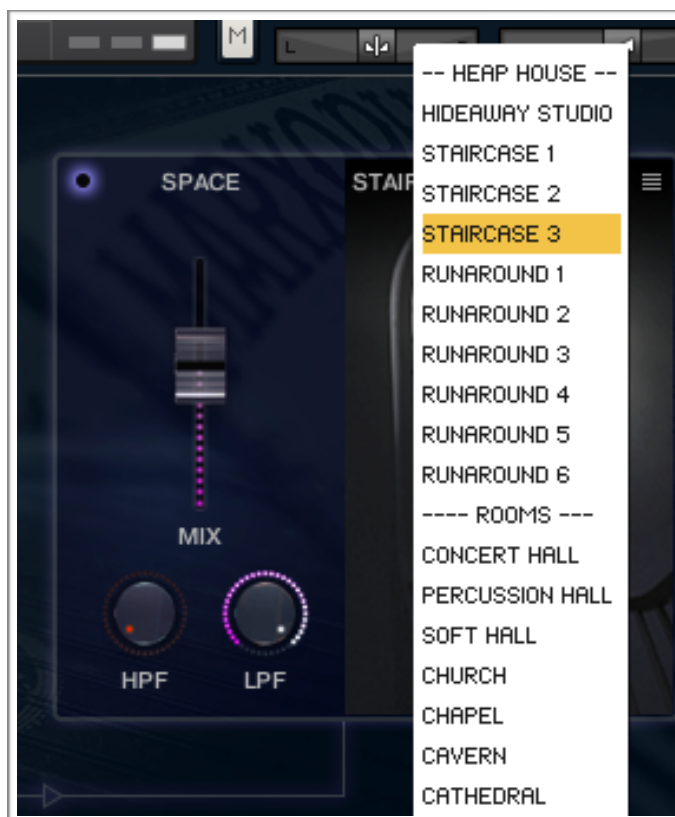 M
L
-- HEAP HOUSE --
HIDEAWAY STUDIO
SPACE
STAIRCASE 1
STAIRCASE 2
STAIRCASE 3
RUNAROUND 1
RUNAROUND 2
RUNAROUND 3
RUNAROUND 4
RUNAROUND 5
RUNAROUND 6
---- ROOMS ---
MIX
CONCERT HALL
PERCUSSION HALL
SOFT HALL
HPF LPF
CHURCH
CHAPEL
CAVERN
CATHEDRAL